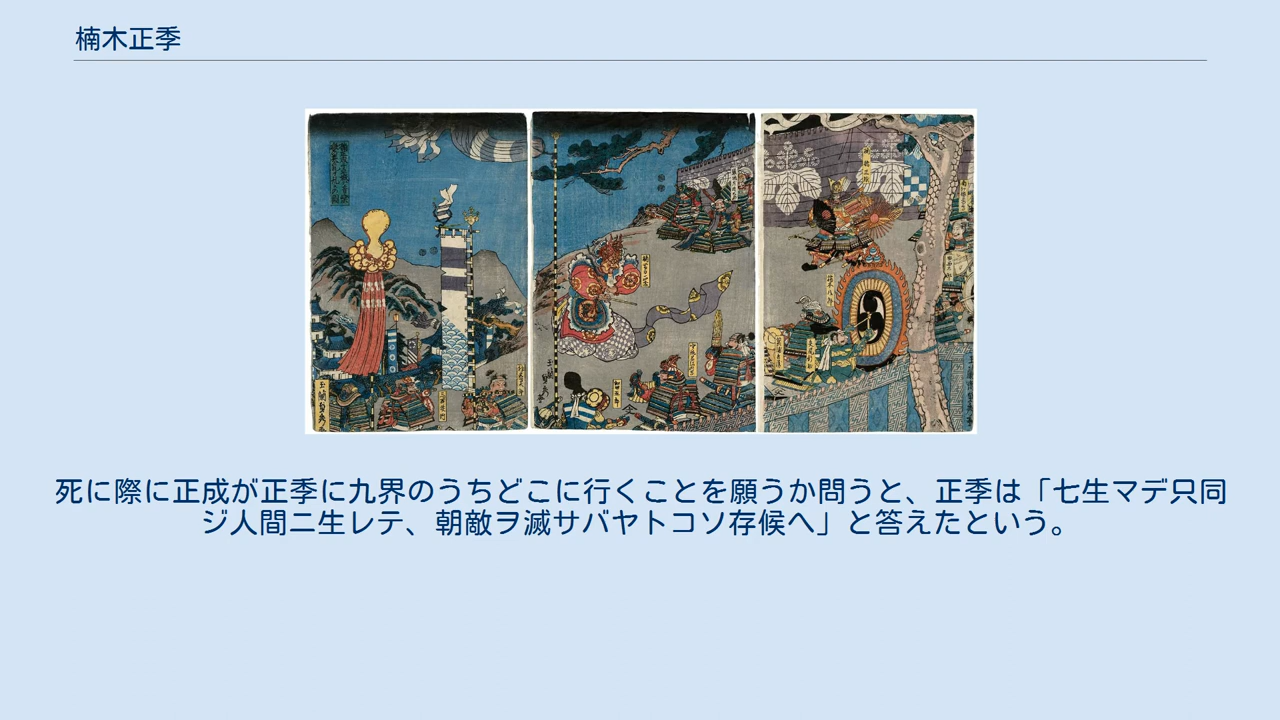 楠木正季
死に際に正成が正季に九界のうちどこに行くことを願うか問うと、正季は「七生マデ只同
ジ人間ニ生レテ、朝敵ヲ滅サバヤトコソ存候へ」と答えたという。